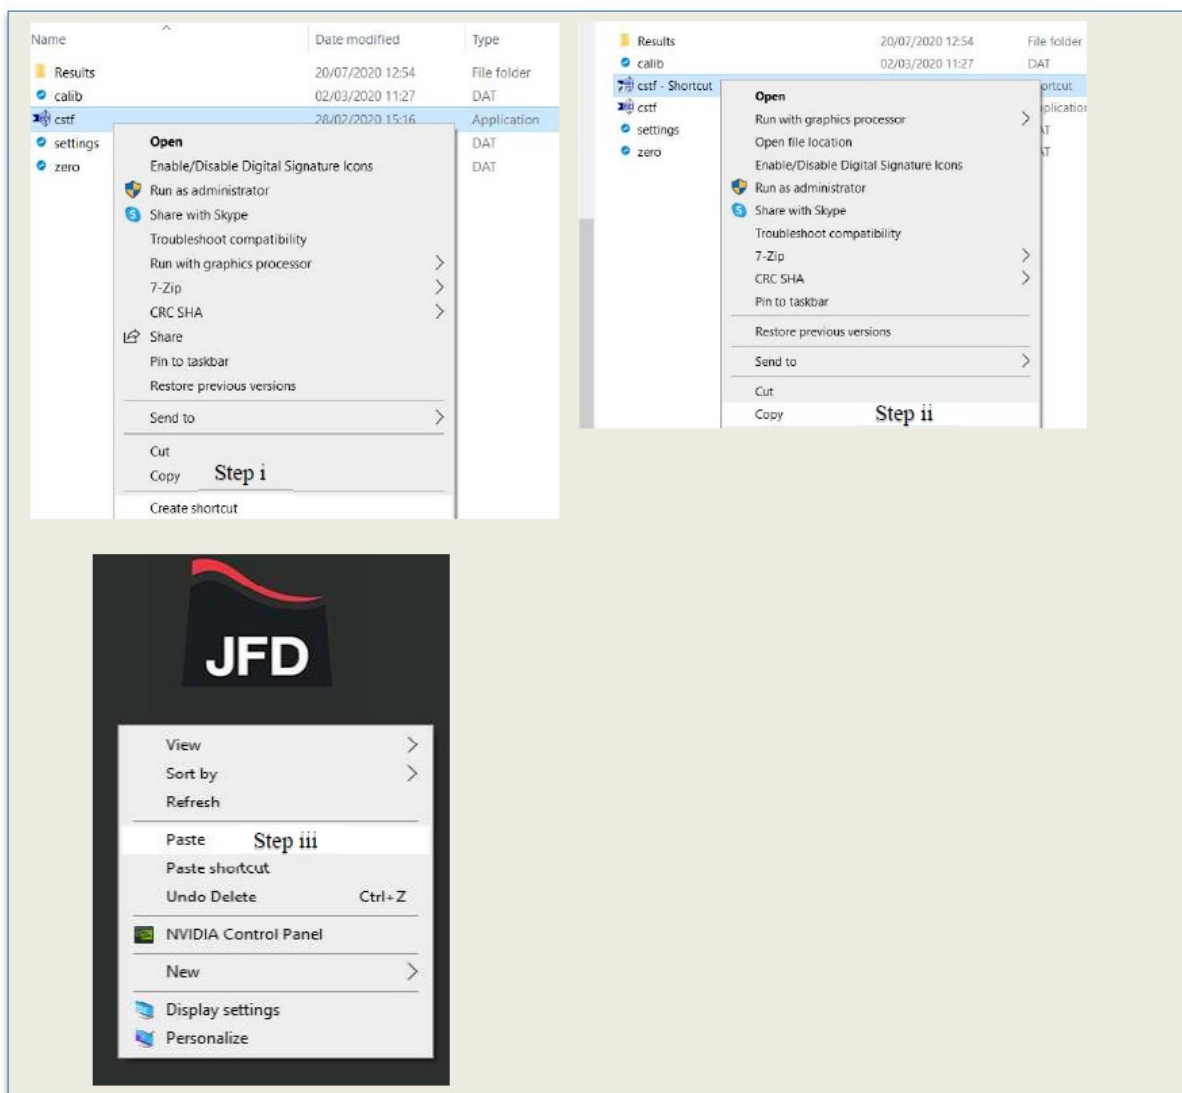 Name Date modified Type
Results 20/07/2020 12:54 File folder
calib 02/03/2020 11:27 DAT
cstf 28/02/2020 15:16 Application
settings DAT
zero DAT
Open
Enable/Disable Digital Signature Icons
Run as administrator
Share with Skype
Troubleshoot compatibility
Run with graphics processor
7-Zip
CRC SHA
Share
Pin to taskbar
Restore previous versions
Send to
Cut
Copy Step i
Create shortcut
Results 20/07/2020 12:54 File folder
calib 02/03/2020 11:27 DAT
cstf - Shortcut ortcut
cstf plication
settings AT
zero AT
Open
Run with graphics processor
Open file location
Enable/Disable Digital Signature Icons
Run as administrator
Share with Skype
Troubleshoot compatibility
7-Zip
CRC SHA
Pin to taskbar
Restore previous versions
Send to
Cut
Copy Step ii
JFD
View
Sort by
Refresh
Paste Step iii
Paste shortcut
Undo Delete Ctrl+Z
NVIDIA Control Panel
New
Display settings
Personalize